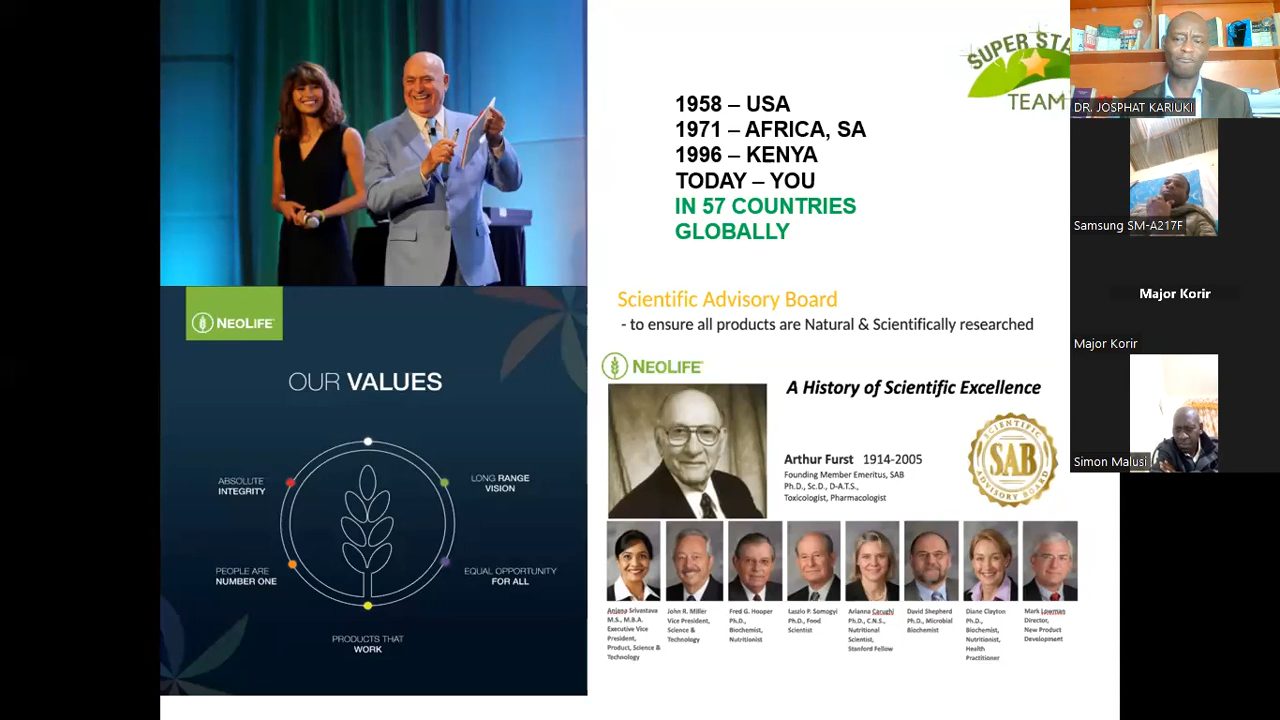 SUPER STA
TEAM
1958 – USA
1971 – AFRICA, SA
1996 – KENYA
TODAY – YOU
IN 57 COUNTRIES
GLOBALLY
NEOLIFE
OUR VALUES
ABSOLUTE
INTEGRITY
LONG RANGE
VISION
PEOPLE ARE
NUMBER ONE
EQUAL OPPORTUNITY
FOR ALL
PRODUCTS THAT
WORK
Scientific Advisory Board
- to ensure all products are Natural & Scientifically researched
NEOLIFE
A History of Scientific Excellence
Arthur Furst 1914-2005
Founding Member Emeritus, SAB
Ph.D., Sc.D., D-A.T.S.,
Toxicologist, Pharmacologist
SCIENTIFIC
SAB
ADVISORY BOARD
Anjana Srivastava
M.S., M.B.A.
Executive Vice
President,
Product, Science &
Technology
John R. Miller
Vice President,
Science &
Technology
Fred G. Hooper
Ph.D.,
Biochemist,
Nutritionist
Laszlo P. Somogyi
Ph.D., Food
Scientist
Arianna Carughi
Ph.D., C.N.S.,
Nutritional
Scientist,
Stanford Fellow
David Shepherd
Ph.D., Microbial
Biochemist
Diane Clayton
Ph.D.,
Biochemist,
Nutritionist,
Health
Practitioner
Mark Lowman
Director,
New Product
Development
DR. JOSPHAT KARIUKI
Samsung SM-A217F
Major Korir
Major Korir
Simon Malusi